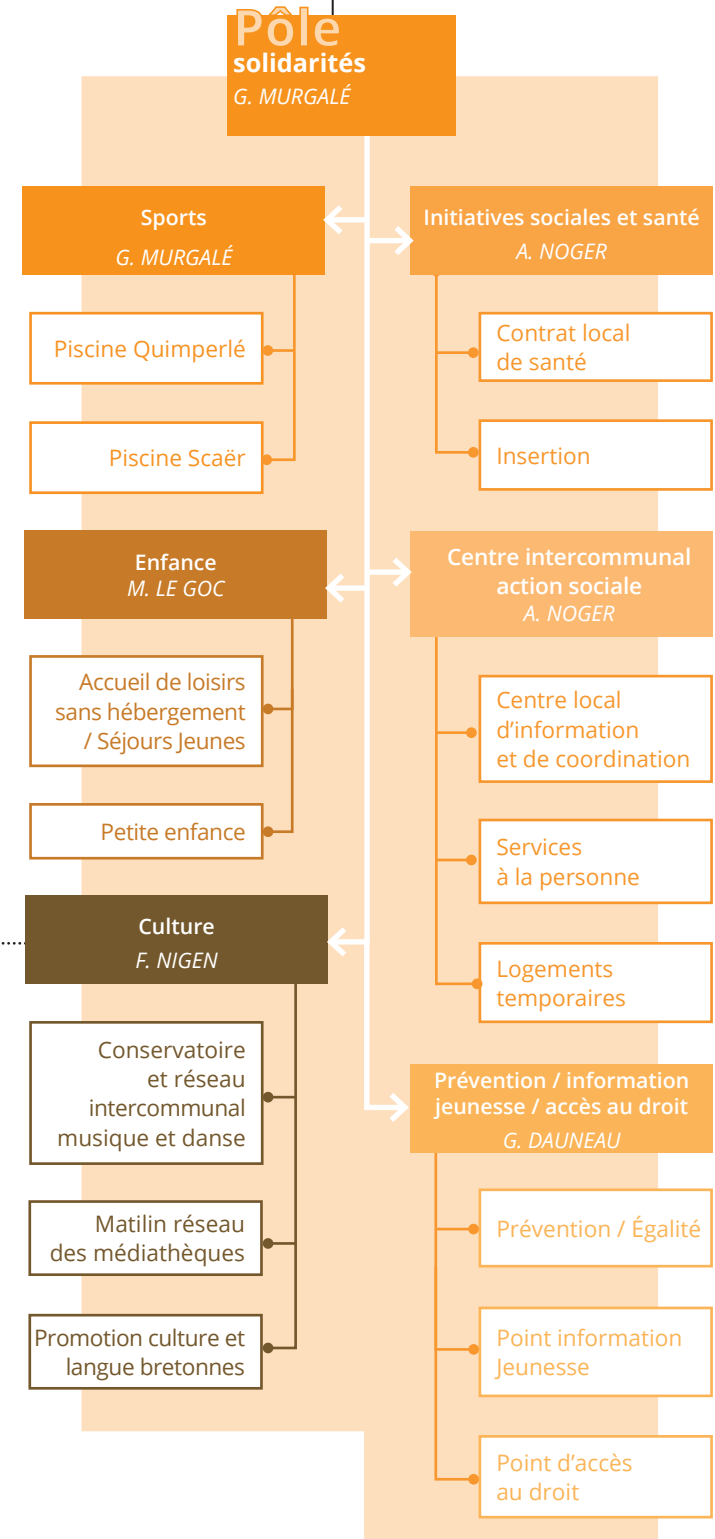 Pôle
solidarités
G. MURGALÉ
Sports
G. MURGALÉ
Piscine Quimperlé
Piscine Scaër
Enfance
M. LE GOC
Accueil de loisirs
sans hébergement
/ Séjours Jeunes
Petite enfance
Culture
F. NIGEN
Conservatoire
et réseau
intercommunal
musique et danse
Matilin réseau
des médiathèques
Promotion culture et
langue bretonnes
Initiatives sociales et santé
A. NOGER
Contrat local
de santé
Insertion
Centre intercommunal
action sociale
A. NOGER
Centre local
d’information
et de coordination
Services
à la personne
Logements
temporaires
Prévention / information
jeunesse / accès au droit
G. DAUNEAU
Prévention / Égalité
Point information
Jeunesse
Point d’accès
au droit